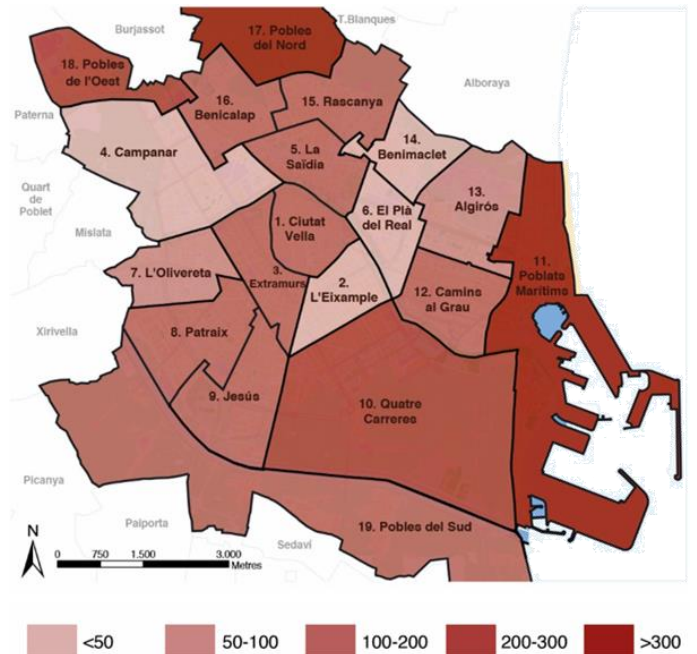 Burjassot
17. Pobles
del Nord
T.Blanques
18. Pobles
de l'Oest
16.
Benicalap
15. Rascanya
Alboraya
Paterna
4. Campanar
5. La
Saïdia
14.
Benimaclet
Quart
de
Poblet
Mislata
6. El Plà
del Real
13.
Algirós
1. Ciutat
Vella
7. L'Olivereta
3.
Extramurs
2.
L'Eixample
12. Camins
al Grau
11.
Poblats
Marítims
Xirivella
8. Patraix
9. Jesús
10. Quatre
Carreres
Picanya
Paiporta
Sedaví
19. Pobles del Sud
N
0 750 1.500 3.000
Metres
<50 50-100 100-200 200-300 >300